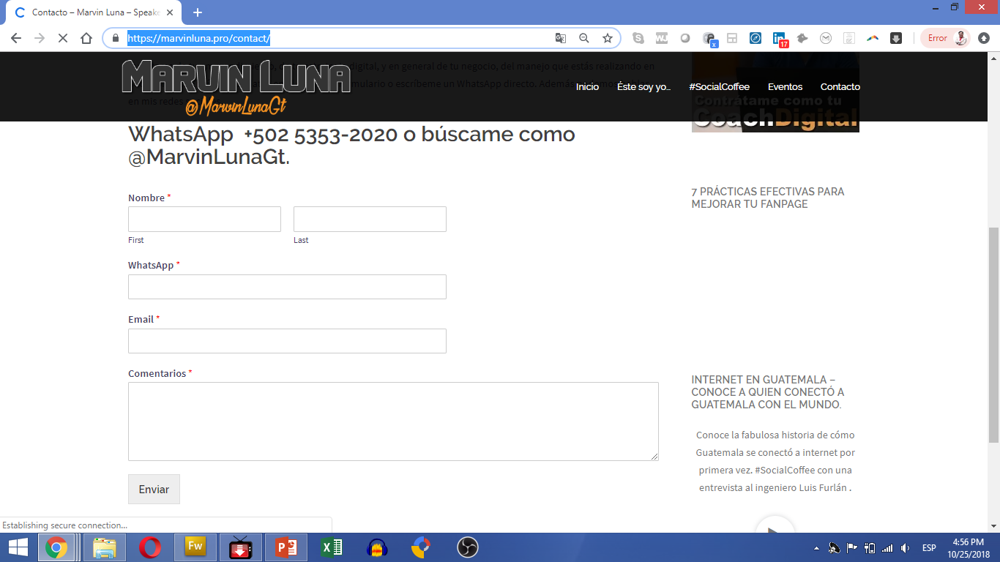 Contacto – Marvin Luna – Speake
https://marvinluna.pro/contact/
WJ
x
17
Error
digital, y en general de tu negocio, del manejo que estás realizando en
MARVIN LUNA
@MarvinLunaGt
Inicio
Éste soy yo...
#SocialCoffee
Eventos
Contacto
o escríbeme un WhatsApp directo. Además
en mis redes
Contrátame como tu
CoachDigital
WhatsApp +502 5353-2020 o búscame como
@MarvinLunaGt.
Nombre *
First
Last
WhatsApp *
Email *
Comentarios *
Enviar
7 PRÁCTICAS EFECTIVAS PARA
MEJORAR TU FANPAGE
INTERNET EN GUATEMALA –
CONOCE A QUIEN CONECTÓ A
GUATEMALA CON EL MUNDO.
Conoce la fabulosa historia de cómo
Guatemala se conectó a internet por
primera vez. #SocialCoffee con una
entrevista al ingeniero Luis Furlán .
Establishing secure connection...
Fw
ESP
4:56 PM
10/25/2018